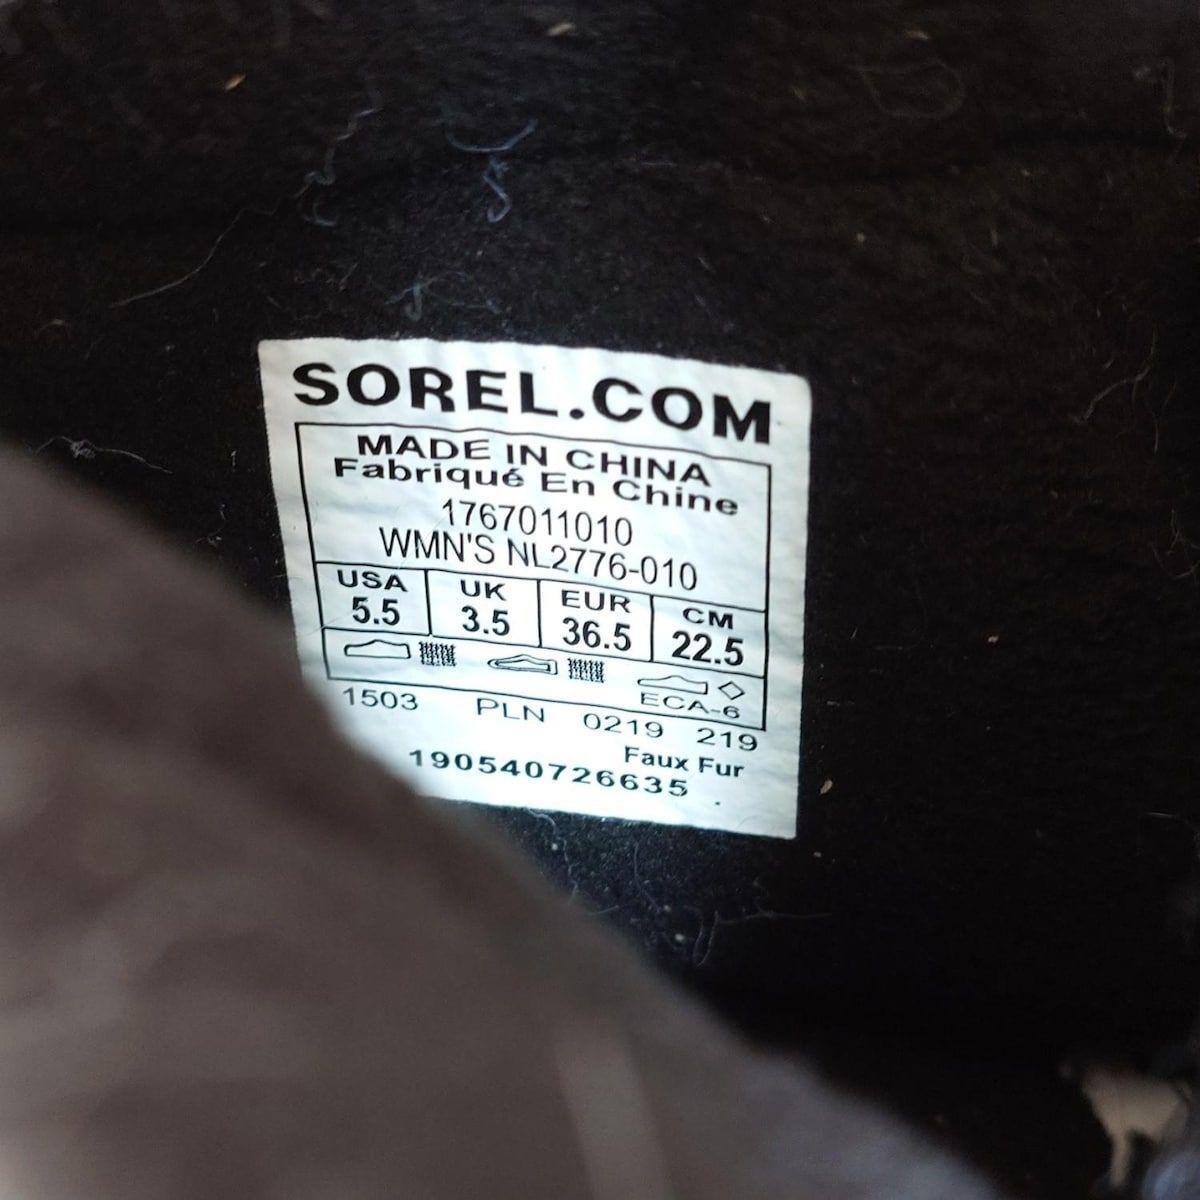 SOREL.COM
MADE IN CHINA
Fabriqué En Chine
1767011010
WMN'S NL2776-010
USA UK EUR CM
5.5 3.5 36.5 22.5
ECA-6
1503 PLN 0219 219
Faux Fur
190540726635